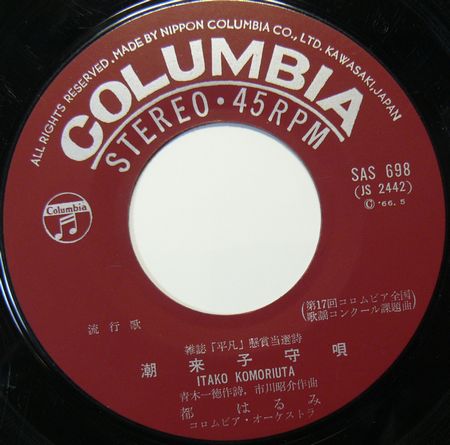 ALL RIGHTS RESERVED. MADE BY NIPPON COLUMBIA CO., LTD. KAWASAKI, JAPAN
COLUMBIA
STEREO・45RPM
SAS 698
(JS 2442)
Ⓒ '66.5
Columbia
(第17回コロムビア全国
歌謡コンクール課題曲)
流行歌
雑誌「平凡」懸賞当選詩
潮来子守唄
ITAKO KOMORIUTA
青木一徳作詩, 市川昭介作曲
都はるみ
コロムビア・オーケストラ